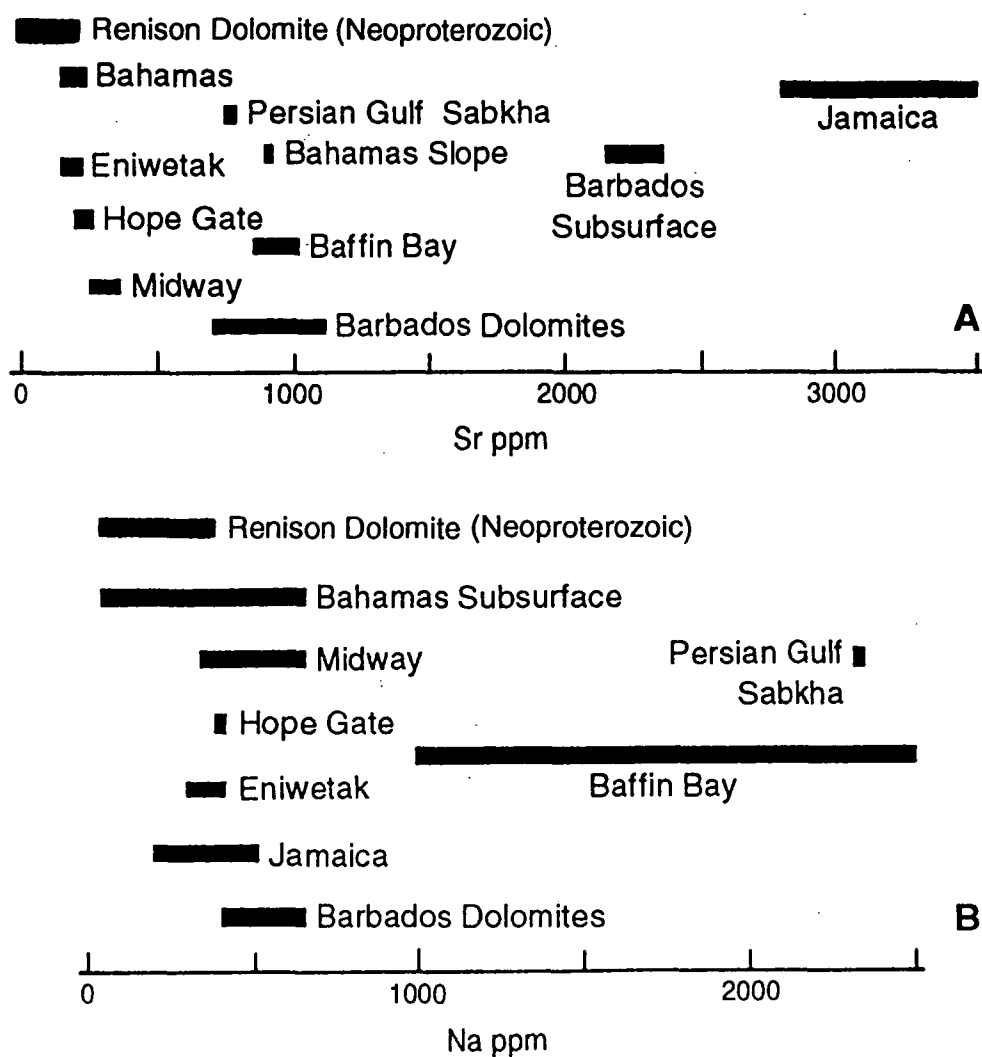 Renison Dolomite (Neoproterozoic)
Bahamas
Persian Gulf Sabkha
Jamaica
Bahamas Slope
Eniwetak
Barbados
Subsurface
Hope Gate
Baffin Bay
Midway
Barbados Dolomites
A
0 1000 2000 3000
Sr ppm
Renison Dolomite (Neoproterozoic)
Bahamas Subsurface
Midway
Persian Gulf
Sabkha
Hope Gate
Baffin Bay
Eniwetak
Jamaica
Barbados Dolomites
B
0 1000 2000
Na ppm